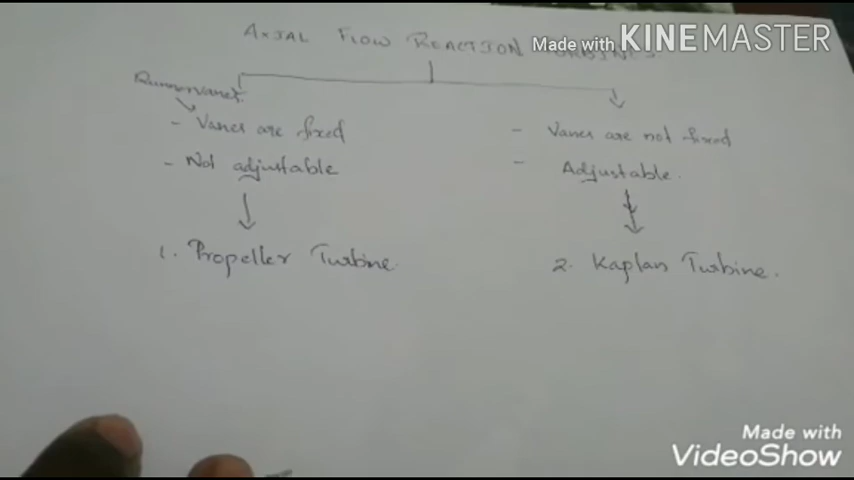 AXIAL FLOW REACTION
Made with KINEMASTER
Runner vanes
- Vanes are fixed
- Vanes are not fixed
- Not adjustable
- Adjustable.
1. Propeller Turbine.
2. Kaplan Turbine.
Made with
VideoShow